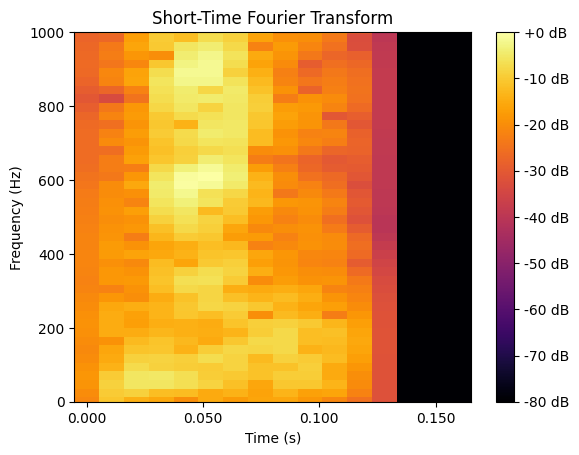 Short-Time Fourier Transform
Frequency (Hz)
1000
800
600
400
200
0
0.000
0.050
0.100
0.150
Time (s)
+0 dB
-10 dB
-20 dB
-30 dB
-40 dB
-50 dB
-60 dB
-70 dB
-80 dB